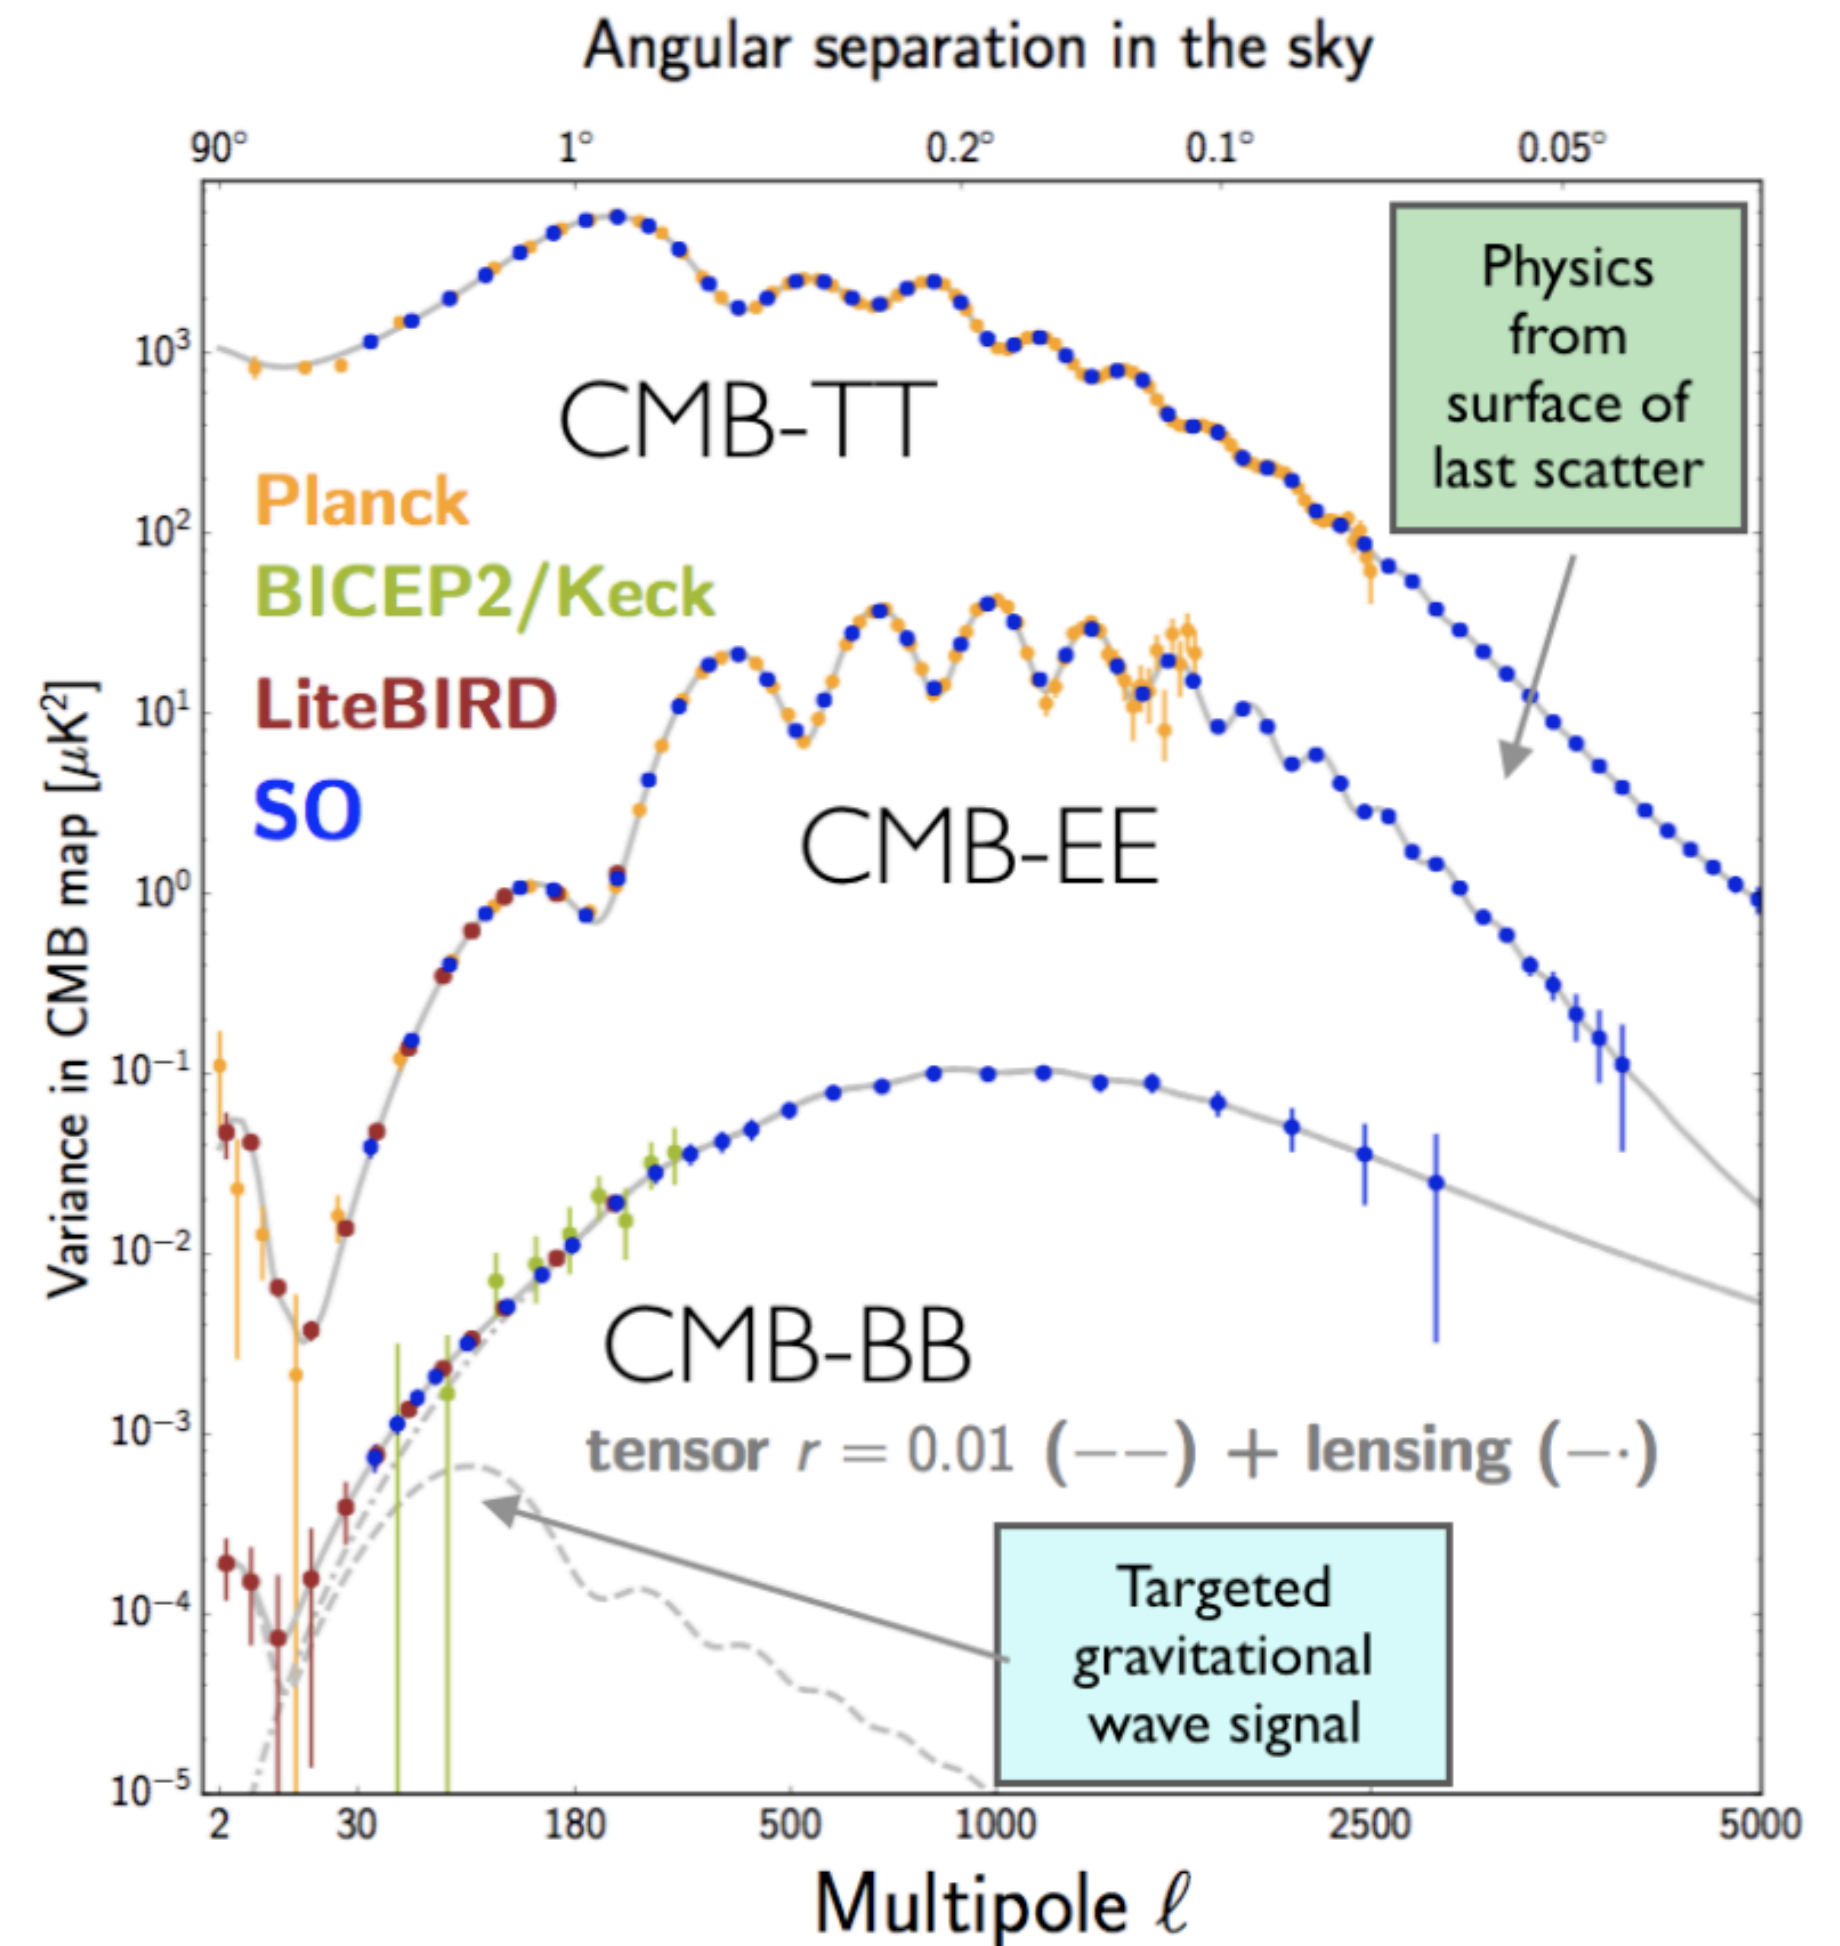 Angular separation in the sky
90° 1° 0.2° 0.1° 0.05°
Physics
from
surface of
last scatter
10³
CMB-TT
Planck
10²
BICEP2/Keck
LiteBIRD
10¹
SO
CMB-EE
10⁰
10⁻¹
10⁻²
CMB-BB
10⁻³
tensor r = 0.01 (−−) + lensing (−·)
Targeted
gravitational
wave signal
10⁻⁴
10⁻⁵
Variance in CMB map [μK²]
2 30 180 500 1000 2500 5000
Multipole ℓ